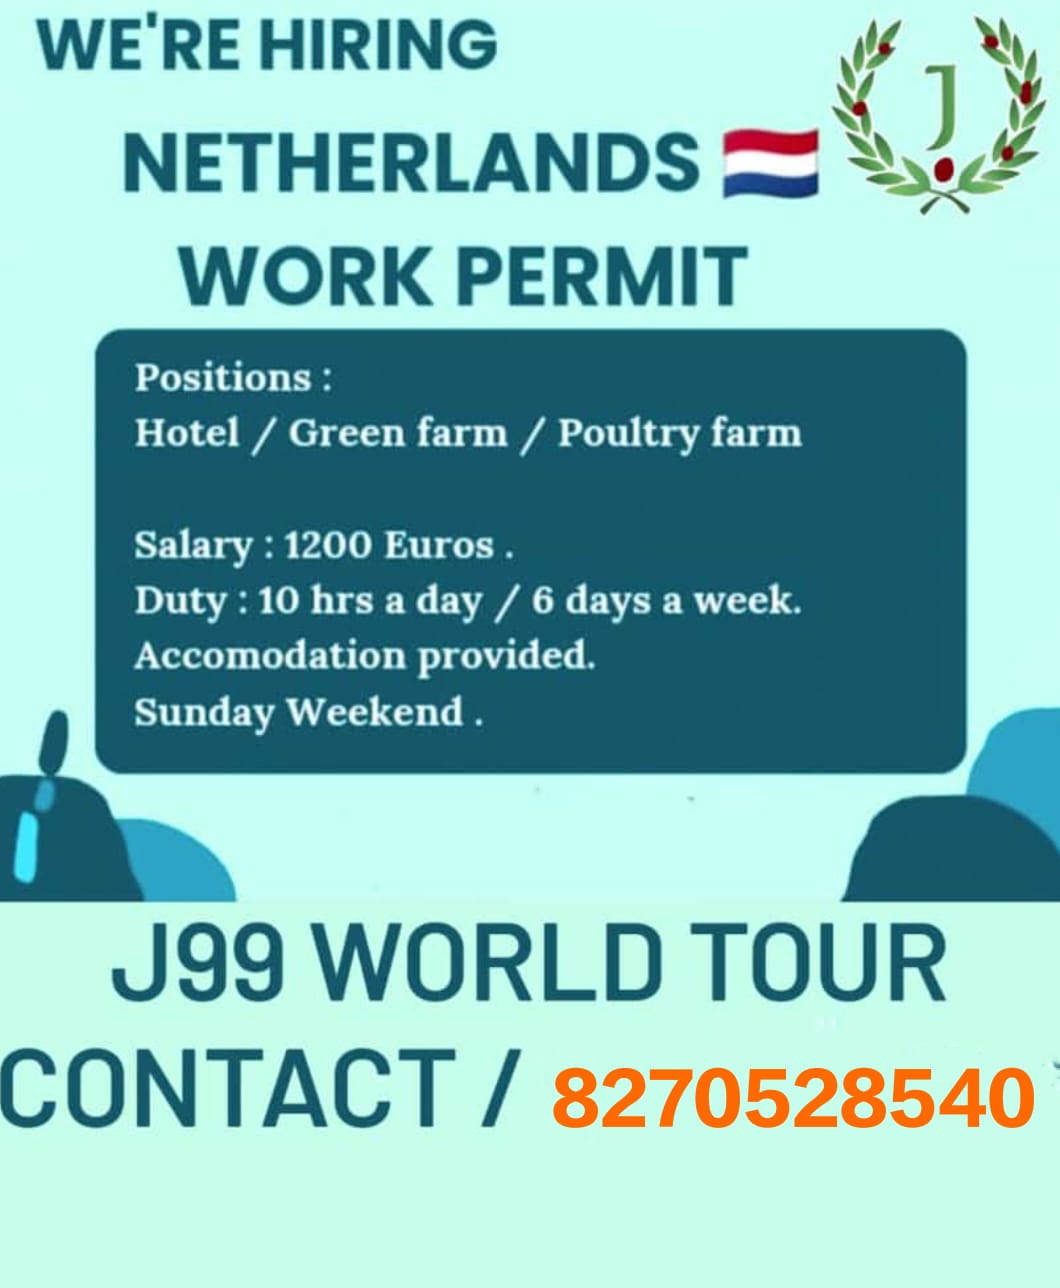 WE'RE HIRING
J
NETHERLANDS 🇳🇱
WORK PERMIT
Positions :
Hotel / Green farm / Poultry farm
Salary : 1200 Euros .
Duty : 10 hrs a day / 6 days a week.
Accomodation provided.
Sunday Weekend .
J99 WORLD TOUR
CONTACT / 8270528540